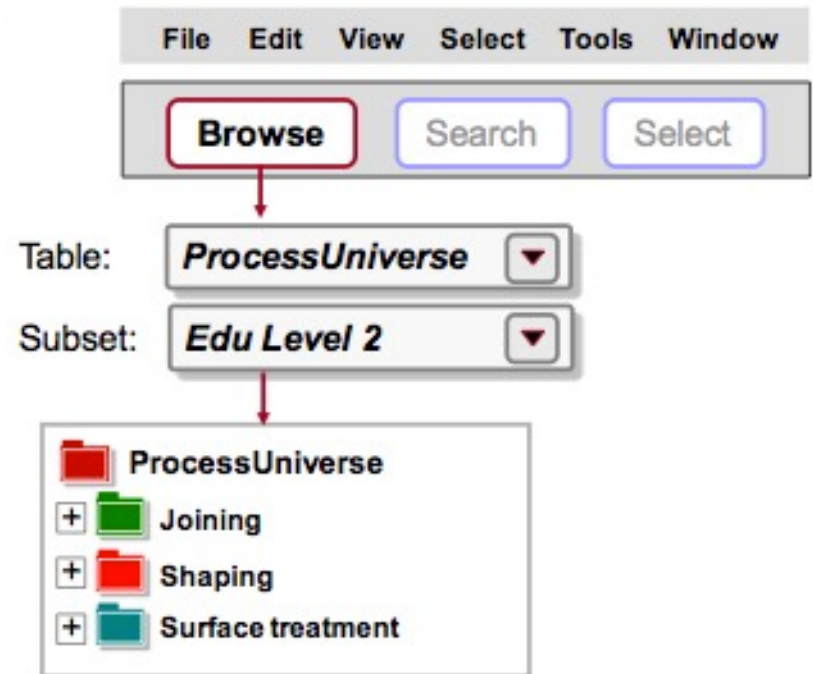 File Edit View Select Tools Window
Browse Search Select
Table: ProcessUniverse
Subset: Edu Level 2
ProcessUniverse
+ Joining
+ Shaping
+ Surface treatment